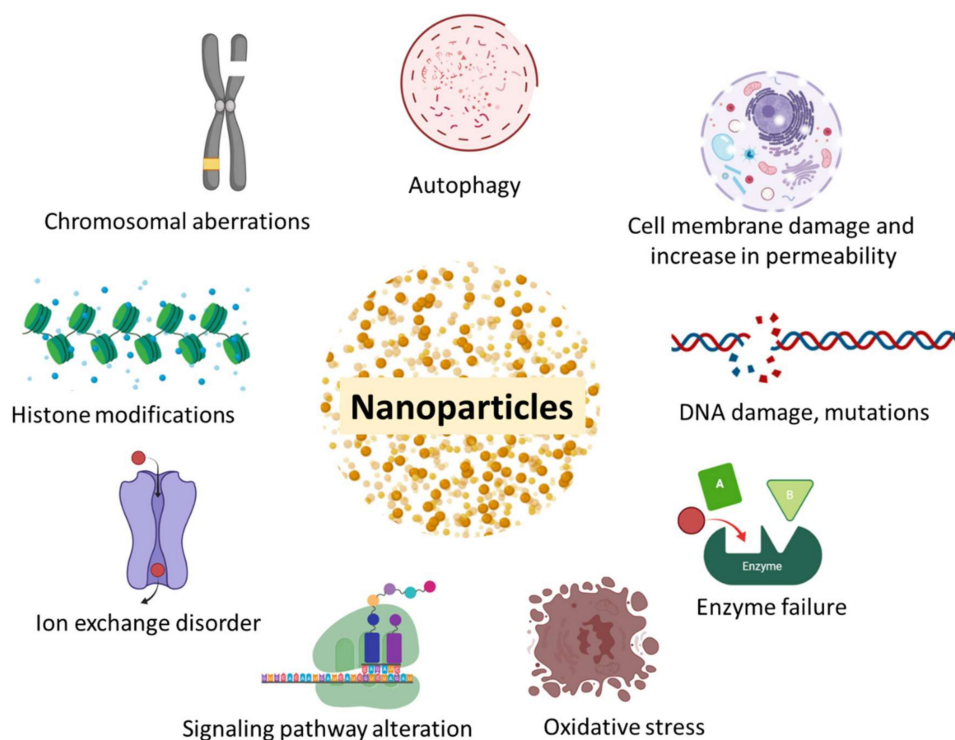 Chromosomal aberrations
Autophagy
Cell membrane damage and
increase in permeability
Histone modifications
Nanoparticles
DNA damage, mutations
A
B
Enzyme
Enzyme failure
Ion exchange disorder
Signaling pathway alteration
Oxidative stress